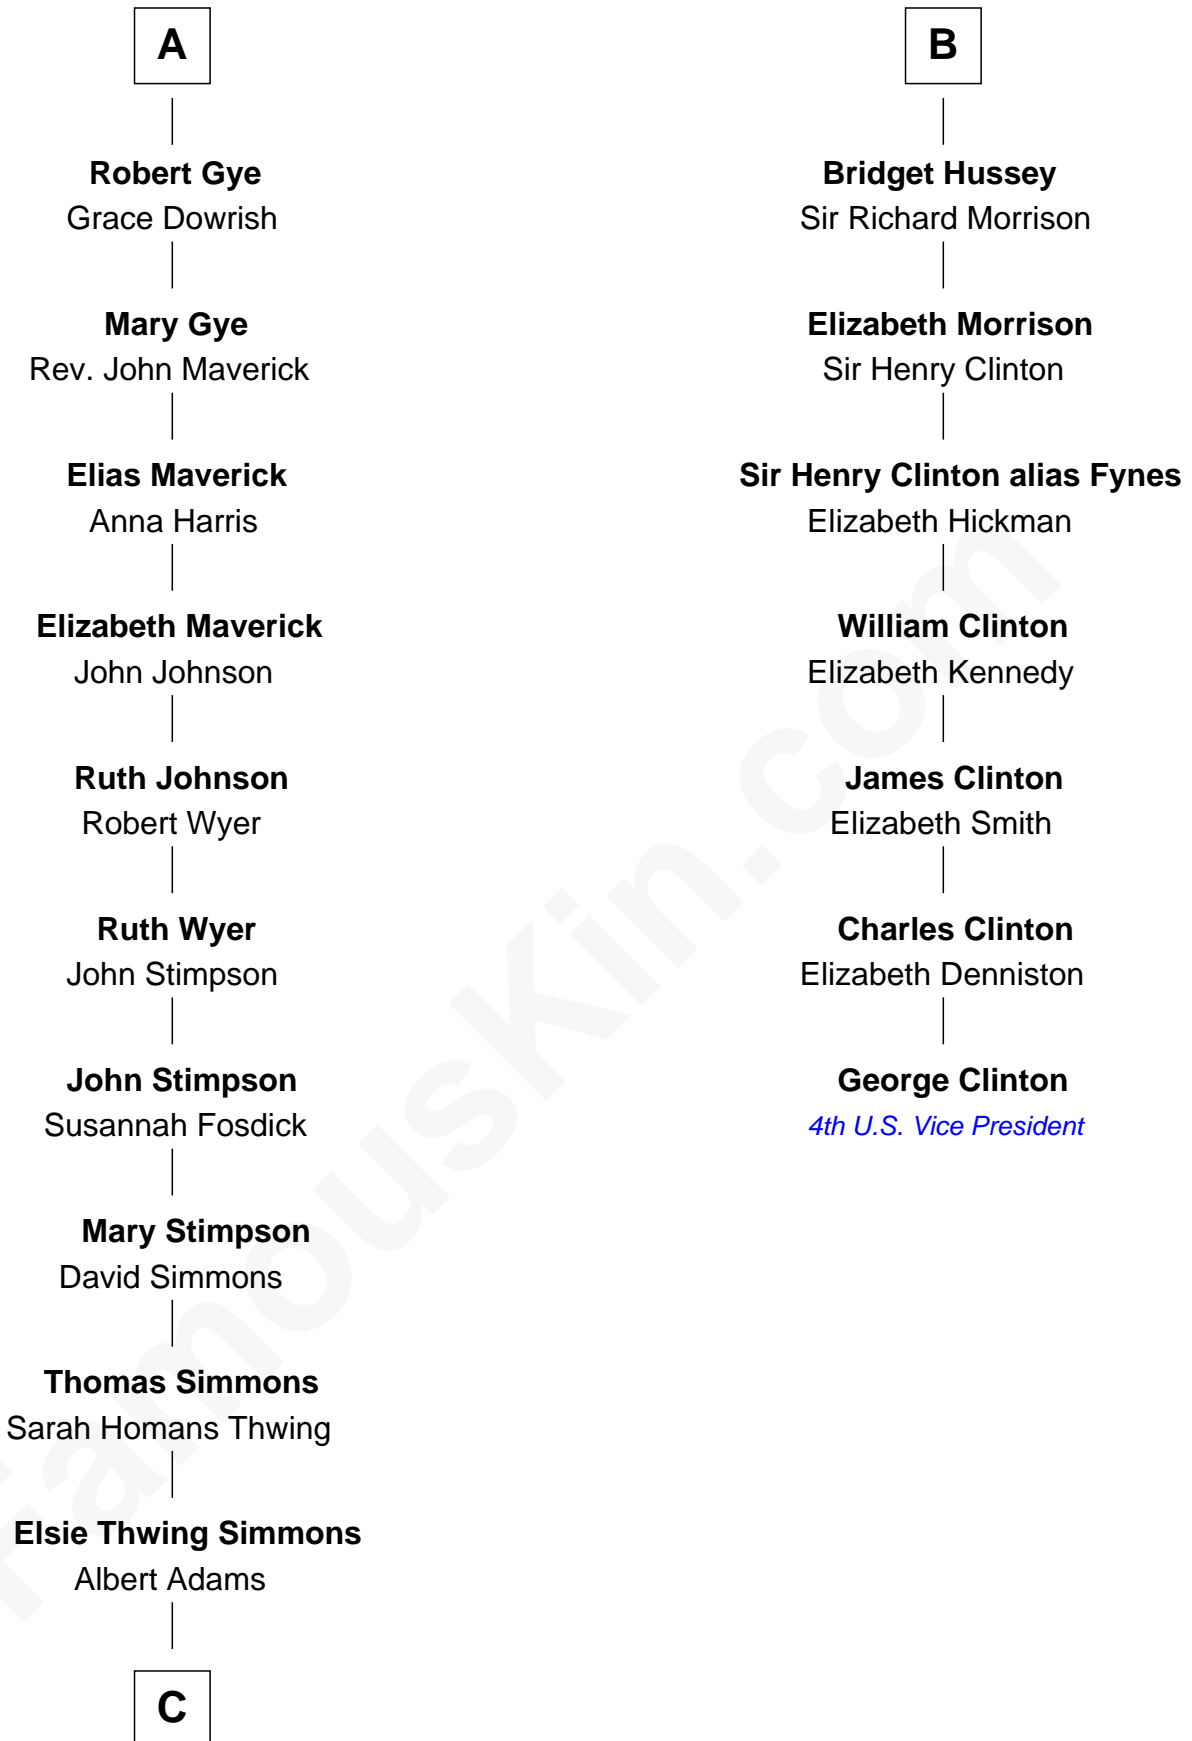 A
Robert Gye
Grace Dowrish
Mary Gye
Rev. John Maverick
Elias Maverick
Anna Harris
Elizabeth Maverick
John Johnson
Ruth Johnson
Robert Wyer
Ruth Wyer
John Stimpson
John Stimpson
Susannah Fosdick
Mary Stimpson
David Simmons
Thomas Simmons
Sarah Homans Thwing
Elsie Thwing Simmons
Albert Adams
C
B
Bridget Hussey
Sir Richard Morrison
Elizabeth Morrison
Sir Henry Clinton
Sir Henry Clinton alias Fynes
Elizabeth Hickman
William Clinton
Elizabeth Kennedy
James Clinton
Elizabeth Smith
Charles Clinton
Elizabeth Denniston
George Clinton
4th U.S. Vice President
FamousKin.com